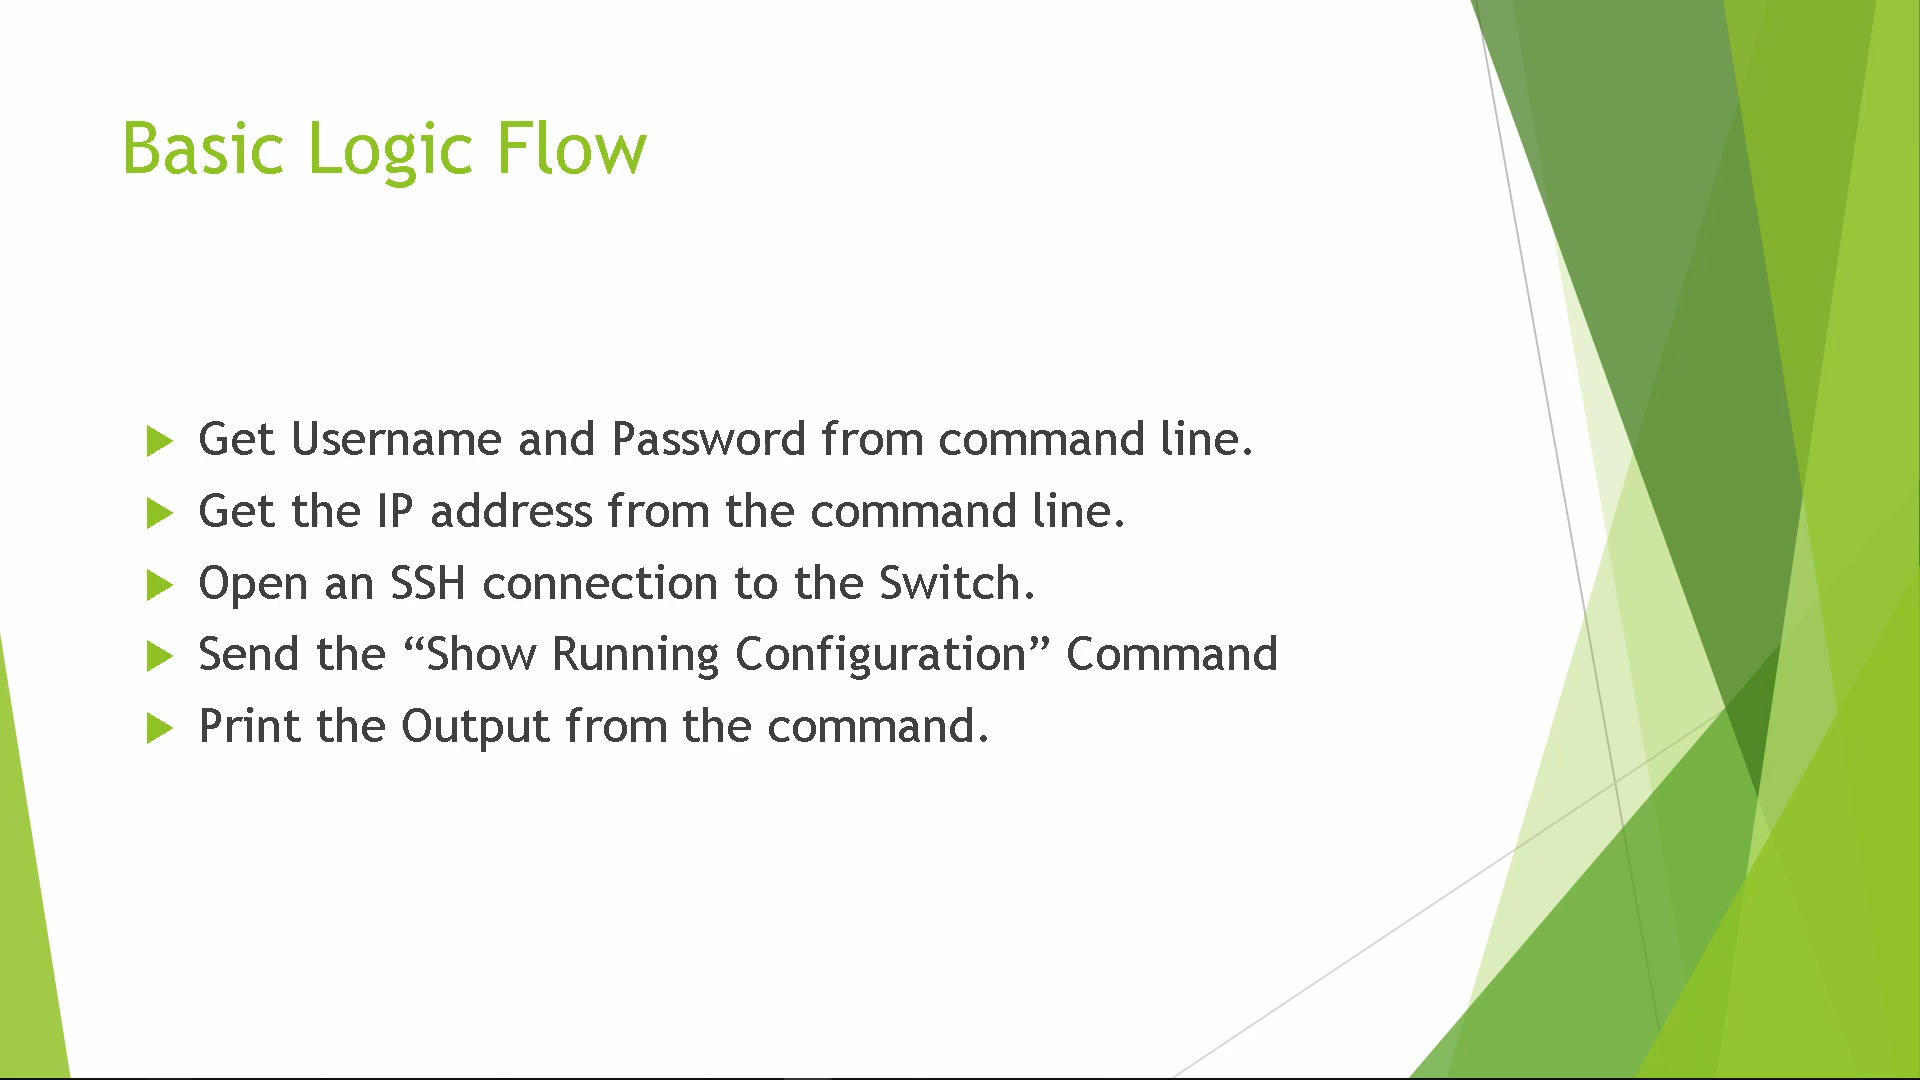 Basic Logic Flow
Get Username and Password from command line.
Get the IP address from the command line.
Open an SSH connection to the Switch.
Send the “Show Running Configuration” Command
Print the Output from the command.